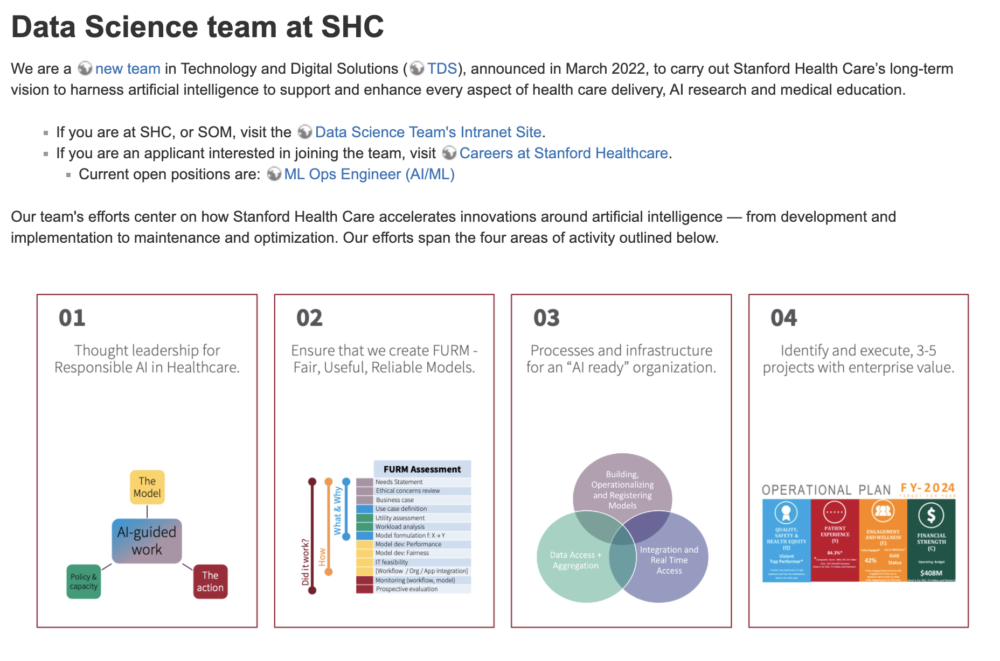 Data Science team at SHC
We are a new team in Technology and Digital Solutions (TDS), announced in March 2022, to carry out Stanford Health Care’s long-term
vision to harness artificial intelligence to support and enhance every aspect of health care delivery, AI research and medical education.
If you are at SHC, or SOM, visit the Data Science Team's Intranet Site.
If you are an applicant interested in joining the team, visit Careers at Stanford Healthcare.
Current open positions are: ML Ops Engineer (AI/ML)
Our team's efforts center on how Stanford Health Care accelerates innovations around artificial intelligence — from development and
implementation to maintenance and optimization. Our efforts span the four areas of activity outlined below.
01
Thought leadership for
Responsible AI in Healthcare.
The
Model
AI-guided
work
Policy &
capacity
The
action
02
Ensure that we create FURM -
Fair, Useful, Reliable Models.
Did it work?
How
What & Why
FURM Assessment
Needs Statement
Ethical concerns review
Business case
Use case definition
Utility assessment
Workload analysis
Model formulation f: X → Y
Model dev: Performance
Model dev: Fairness
IT feasibility
[Workflow / Org / App Integration]
Monitoring (workflow, model)
Prospective evaluation
03
Processes and infrastructure
for an “AI ready” organization.
Building,
Operationalizing
and Registering
Models
Data Access +
Aggregation
Integration and
Real Time
Access
04
Identify and execute, 3-5
projects with enterprise value.
OPERATIONAL PLAN FY-2024
TARGET FOR YEAR
QUALITY,
SAFETY &
HEALTH EQUITY
(Q)
Vizient
Top Performer*
PATIENT
EXPERIENCE
(S)
84.3%*
ENGAGEMENT
AND WELLNESS
(E)
Fully Engaged* Joy in Medicine*
42% Gold
Status
FINANCIAL
STRENGTH
(C)
Operating Budget
$408M